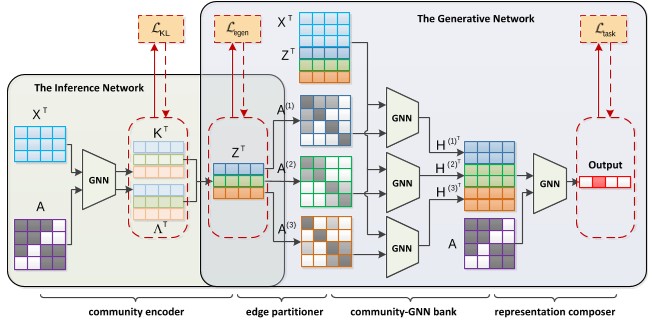 The Generative Network
ℒKL
ℒegen
X^T
Z^T
ℒtask
The Inference Network
X^T
K^T
GNN
A
Λ^T
Z^T
A^(1)
A^(2)
A^(3)
GNN
GNN
GNN
H^(1)^T
H^(2)^T
H^(3)^T
A
GNN
Output
community encoder
edge partitioner
community-GNN bank
representation composer